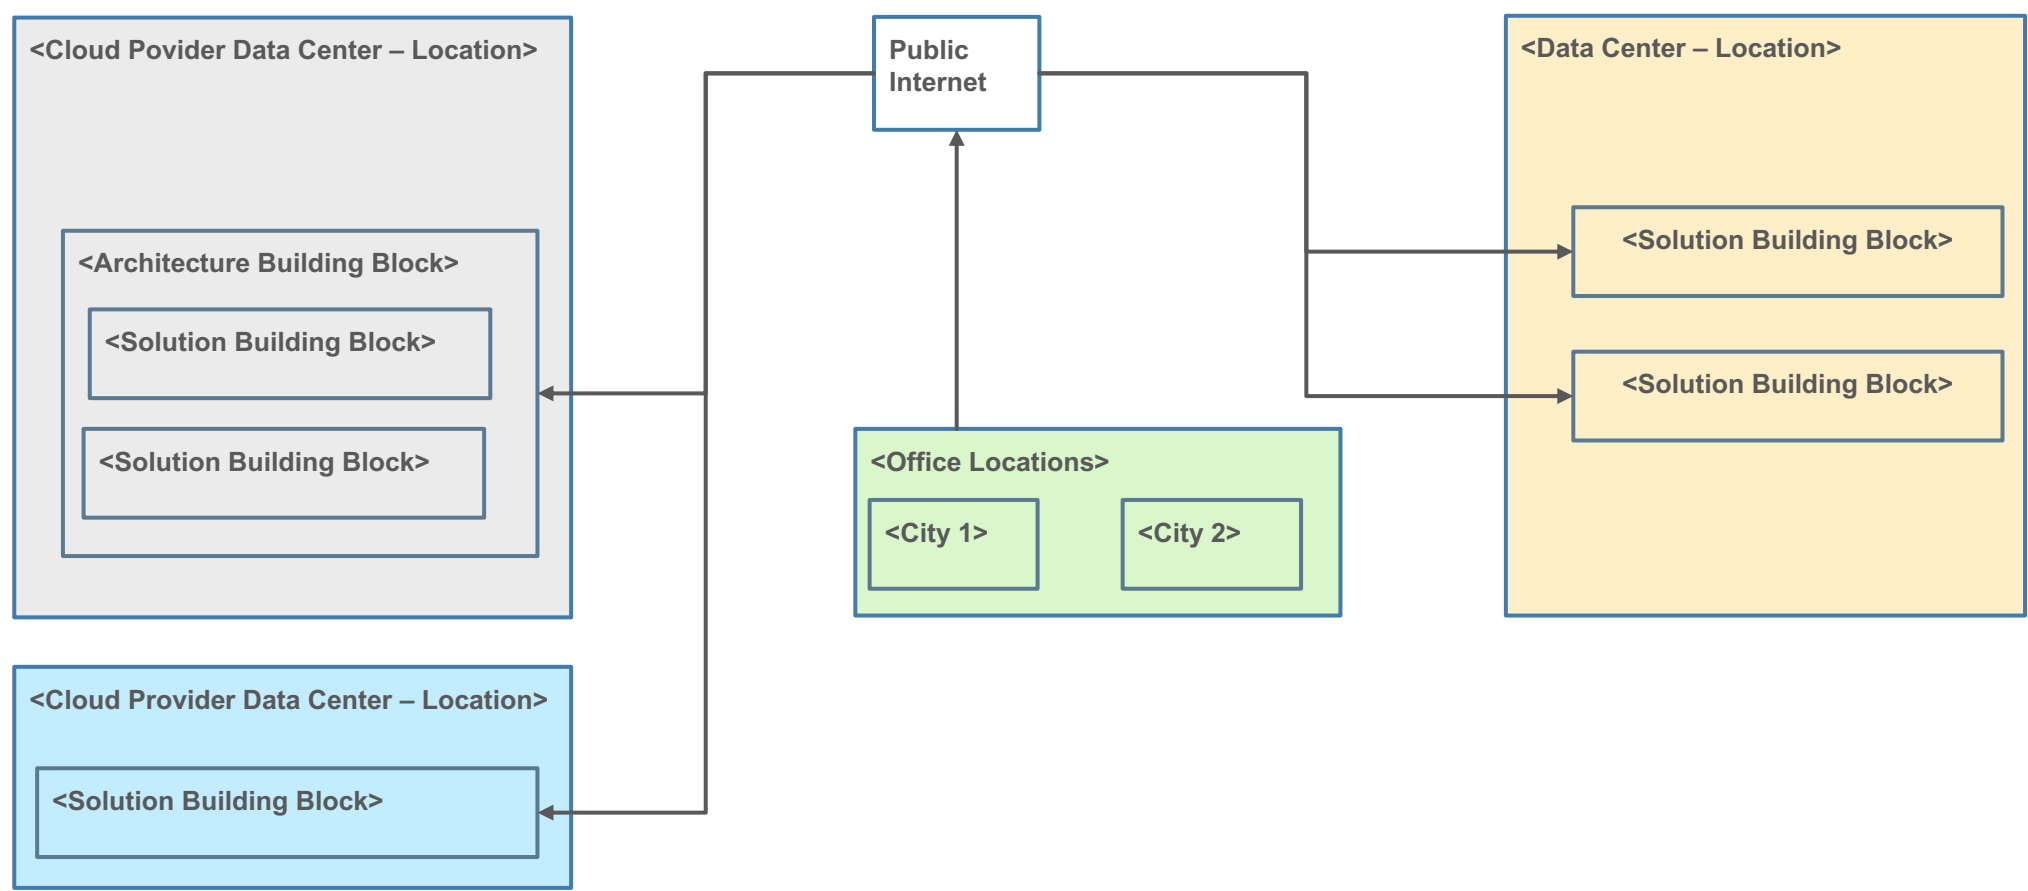 <Cloud Povider Data Center – Location>
<Architecture Building Block>
<Solution Building Block>
<Solution Building Block>
<Cloud Provider Data Center – Location>
<Solution Building Block>
Public
Internet
<Office Locations>
<City 1>
<City 2>
<Data Center – Location>
<Solution Building Block>
<Solution Building Block>